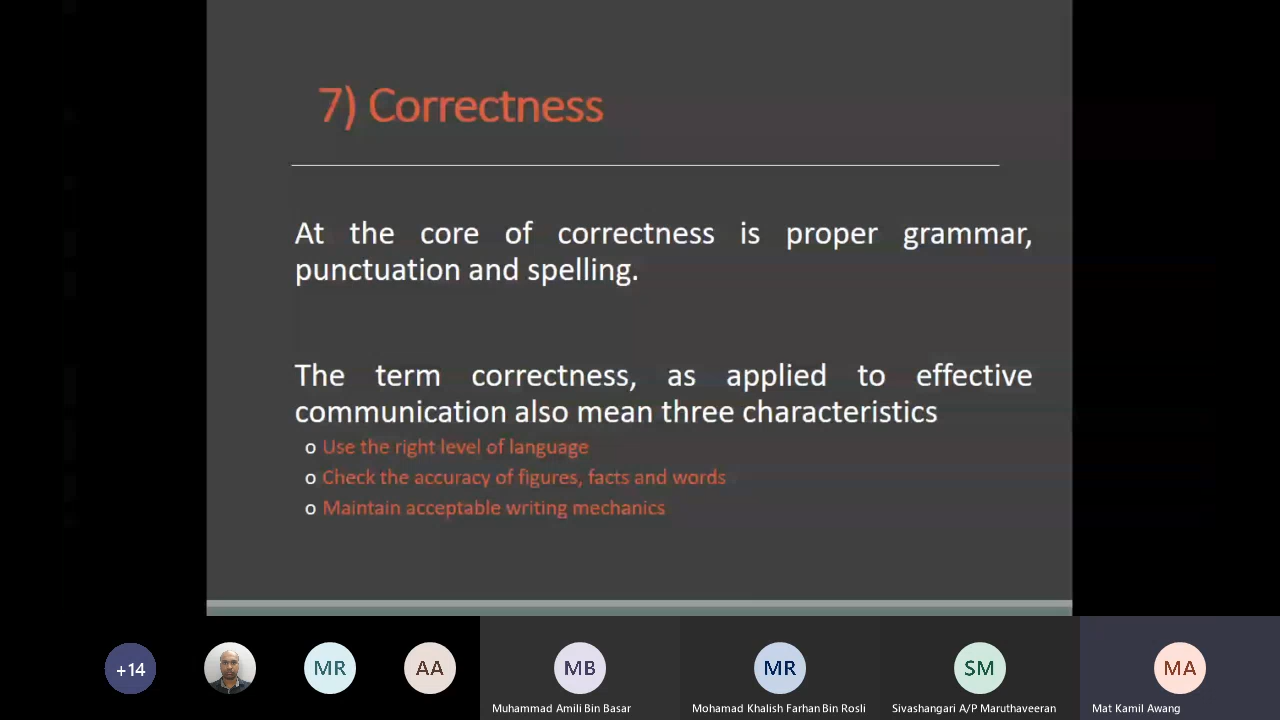 7) Correctness
At the core of correctness is proper grammar,
punctuation and spelling.
The term correctness, as applied to effective
communication also mean three characteristics
o Use the right level of language
o Check the accuracy of figures, facts and words
o Maintain acceptable writing mechanics
+14
MR
AA
MB
MR
SM
MA
Muhammad Amili Bin Basar
Mohamad Khalish Farhan Bin Rosli
Sivashangari A/P Maruthaveeran
Mat Kamil Awang